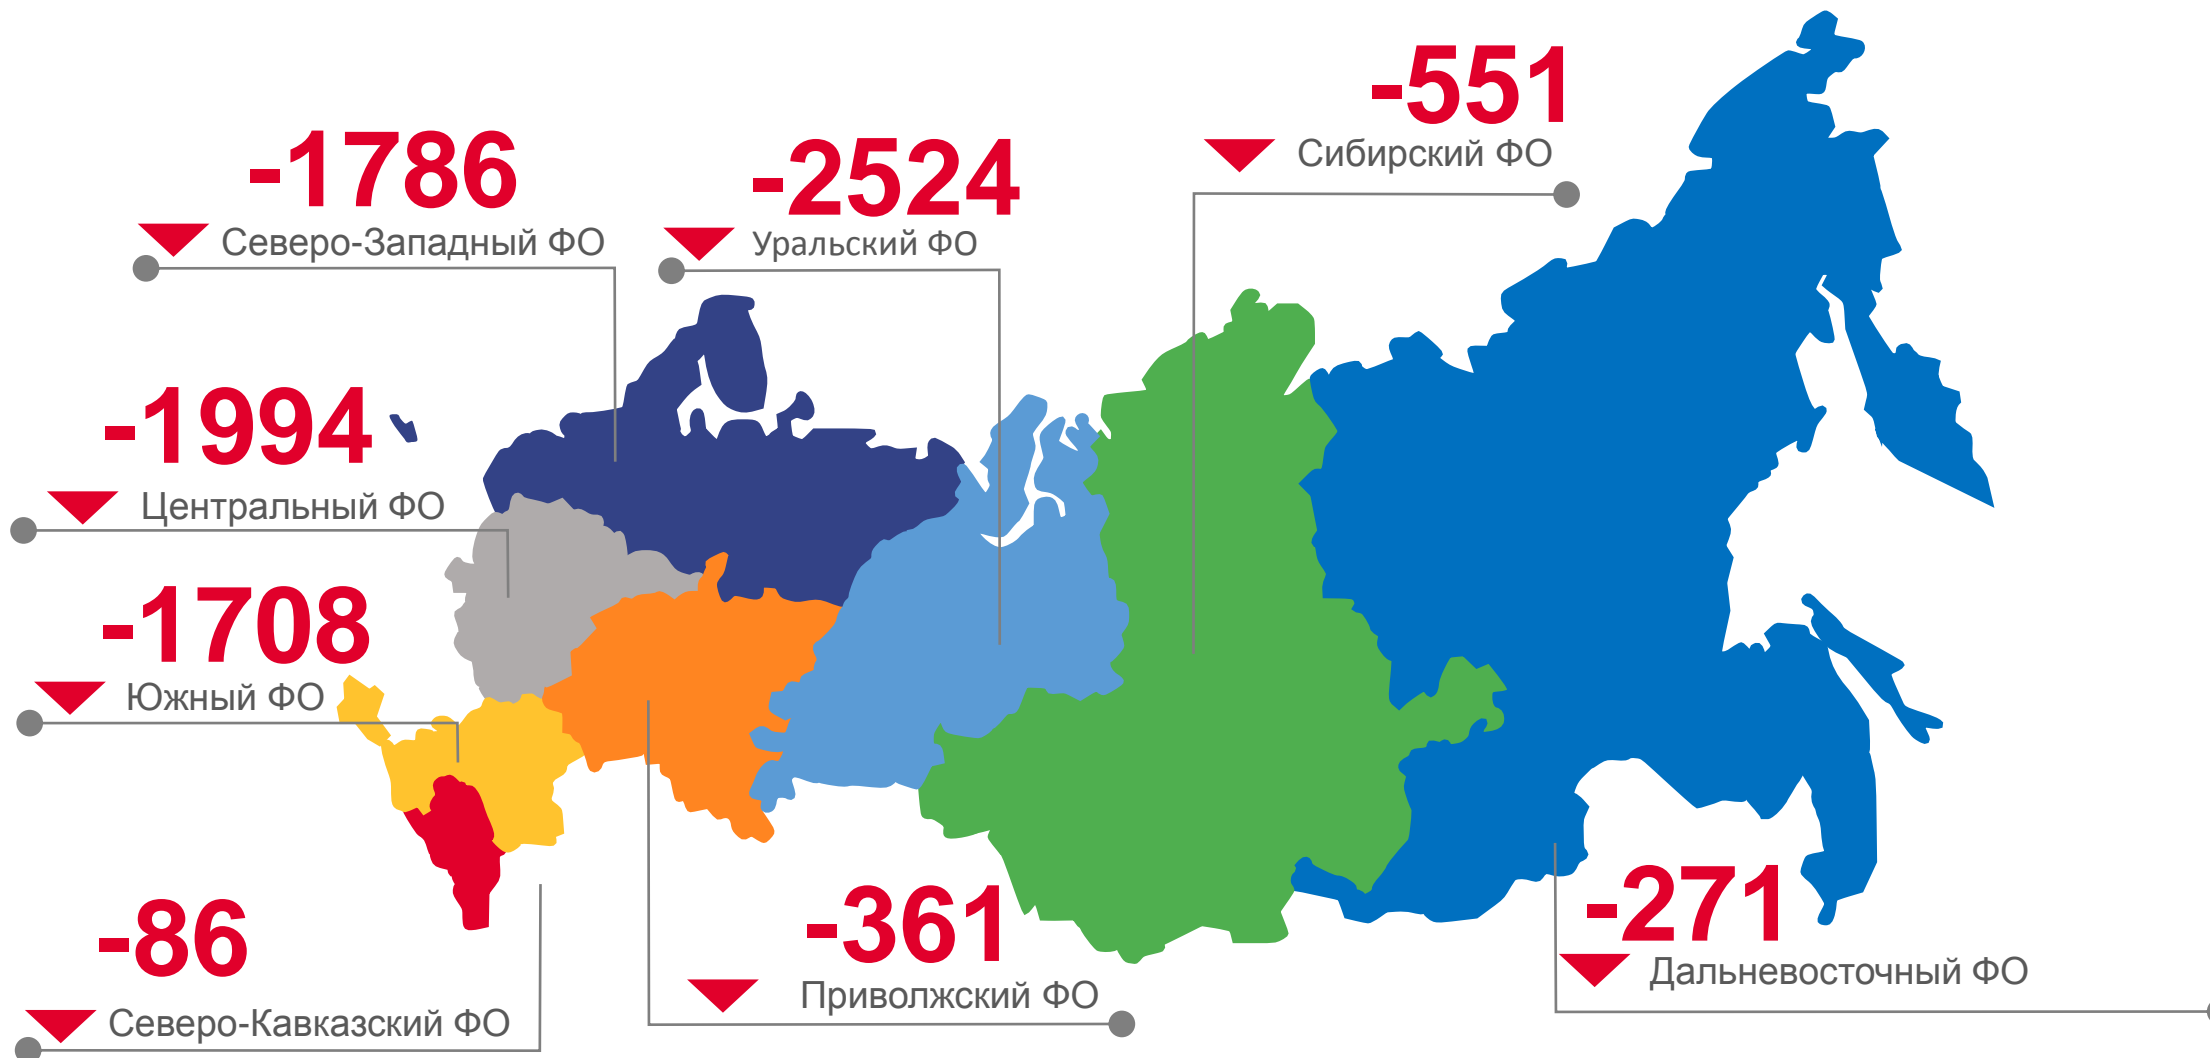 -551
Сибирский ФО
-1786
Северо-Западный ФО
-2524
Уральский ФО
-1994
Центральный ФО
-1708
Южный ФО
-86
Северо-Кавказский ФО
-361
Приволжский ФО
-271
Дальневосточный ФО